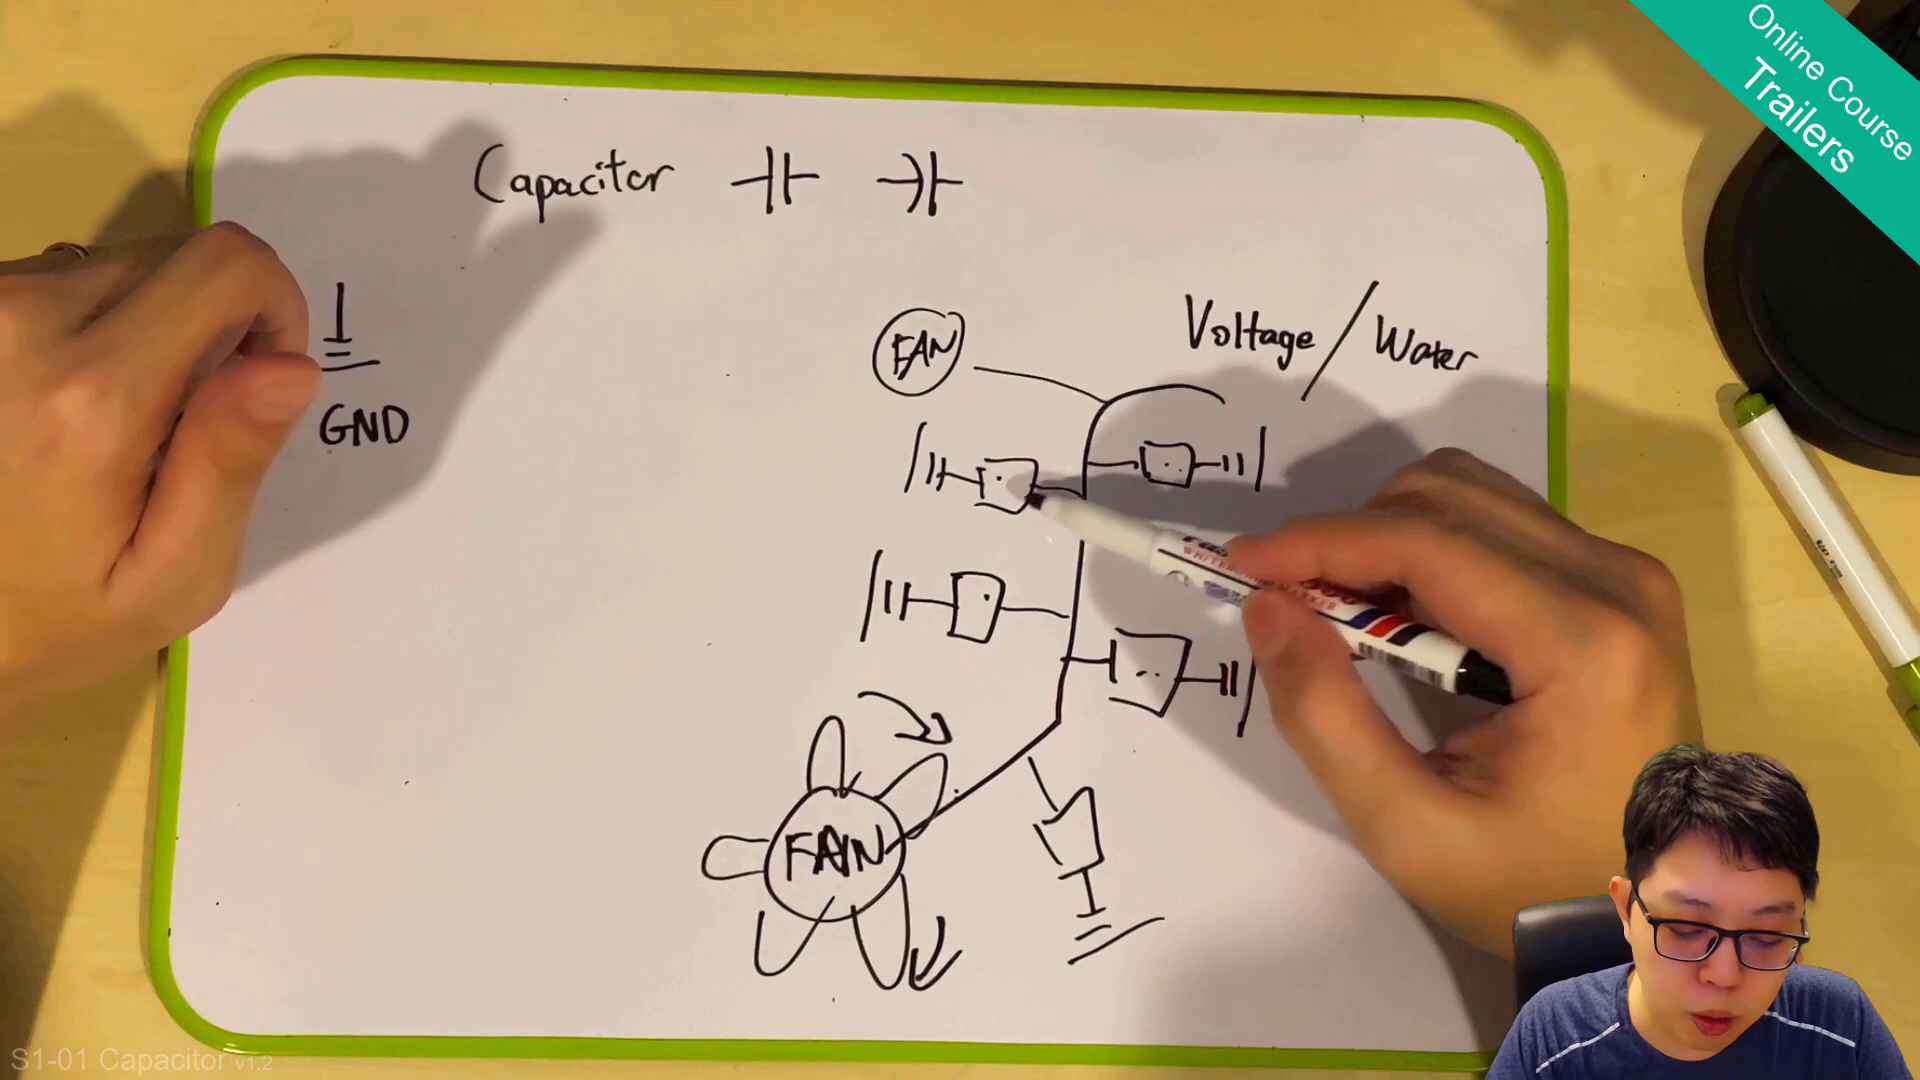 Online Course
Trailers
Capacitor
Voltage / Water
FAN
GND
FAN
S1-01 Capacitor v1.2